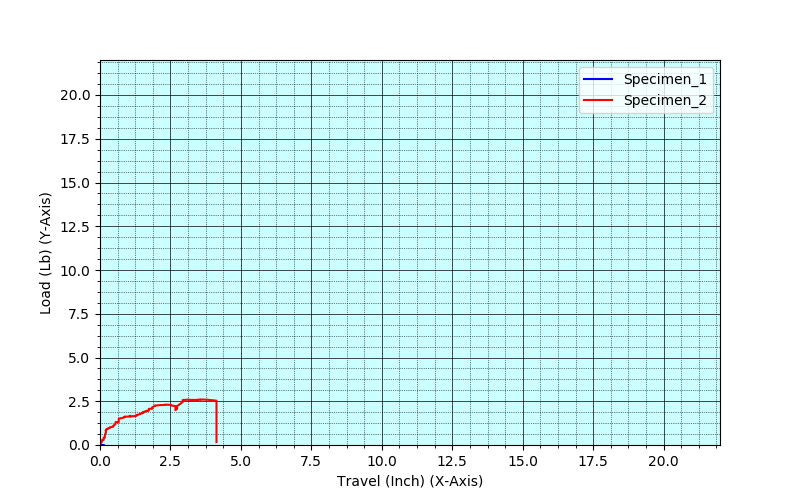 Specimen_1
Specimen_2
20.0
17.5
15.0
12.5
10.0
7.5
5.0
2.5
0.0
Load (Lb) (Y-Axis)
0.0 2.5 5.0 7.5 10.0 12.5 15.0 17.5 20.0
Travel (Inch) (X-Axis)